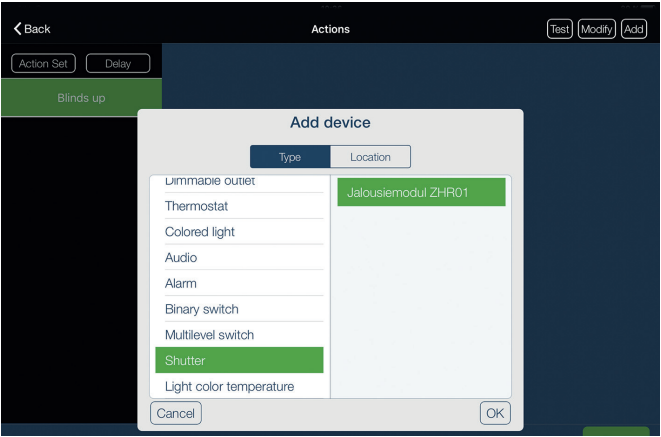 Back
Actions
Test Modify Add
Action Set Delay
Blinds up
Add device
Type Location
Dimmable outlet
Thermostat
Colored light
Audio
Alarm
Binary switch
Multilevel switch
Shutter
Light color temperature
Jalousiemodul ZHR01
Cancel
OK